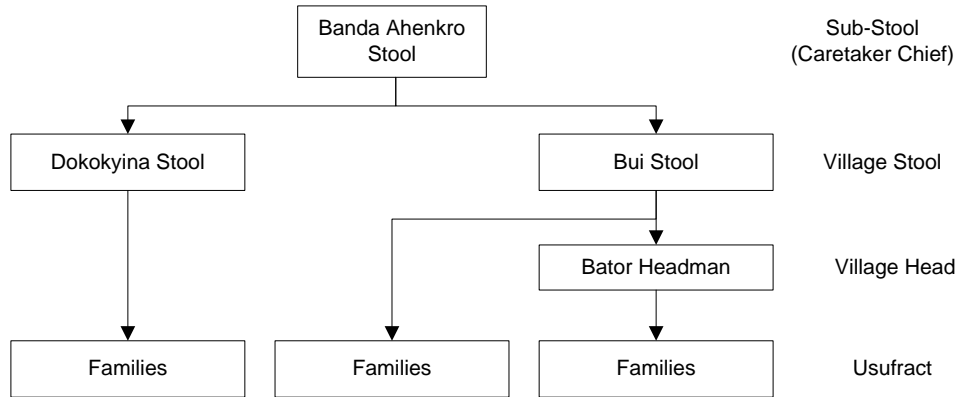 Banda Ahenkro
Stool
Sub-Stool
(Caretaker Chief)
Dokokyina Stool
Bui Stool
Village Stool
Bator Headman
Village Head
Families
Families
Families
Usufract